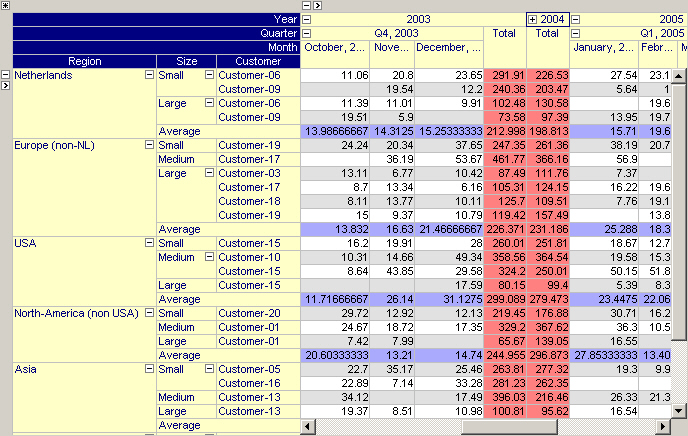 Year 2003 2004 2005
Quarter Q4, 2003 Total Total Q1, 2005
Month October, 2... Nove... December, ... January, 2... Febr... M
Region Size Customer
Netherlands Small Customer-06 11.06 20.8 23.65 291.91 226.53 27.54 23.1
Customer-09 19.54 12.2 240.36 203.47 5.64 1
Large Customer-06 11.39 11.01 9.91 102.48 130.58 19.6
Customer-09 19.51 5.9 73.58 97.39 13.95 19.7
Average 13.98666667 14.3125 15.25333333 212.998 198.813 15.71 19.6
Europe (non-NL) Small Customer-19 24.24 20.34 37.65 247.35 261.36 38.19 20.7
Medium Customer-17 36.19 53.67 461.77 366.16 56.9
Large Customer-03 13.11 6.77 10.42 87.49 111.76 7.37
Customer-17 8.7 13.34 6.16 105.31 124.15 16.22 19.6
Customer-18 8.11 13.77 10.11 125.7 109.51 7.76 19.1
Customer-19 15 9.37 10.79 119.42 157.49 13.8
Average 13.832 16.63 21.46666667 226.371 231.186 25.288 18.3
USA Small Customer-15 16.2 19.91 28 260.01 251.81 18.67 12.7
Medium Customer-10 10.31 14.66 49.34 358.56 364.54 19.58 15.3
Customer-15 8.64 43.85 29.58 324.2 250.01 50.15 51.8
Large Customer-15 17.59 80.15 99.4 5.39 8.3
Average 11.71666667 26.14 31.1275 299.089 279.473 23.4475 22.06
North-America (non USA) Small Customer-20 29.72 12.92 12.13 219.45 176.88 30.71 16.2
Medium Customer-01 24.67 18.72 17.35 329.2 367.62 36.3 10.5
Large Customer-01 7.42 7.99 65.67 139.05 16.55
Average 20.60333333 13.21 14.74 244.955 296.873 27.85333333 13.40
Asia Small Customer-05 22.7 35.17 25.46 263.81 277.32 19.3 9.9
Customer-16 22.89 7.14 33.28 281.23 262.35
Medium Customer-13 34.12 17.49 396.03 216.46 26.33 21.3
Large Customer-13 19.37 8.51 10.98 100.81 95.62 16.54
Average